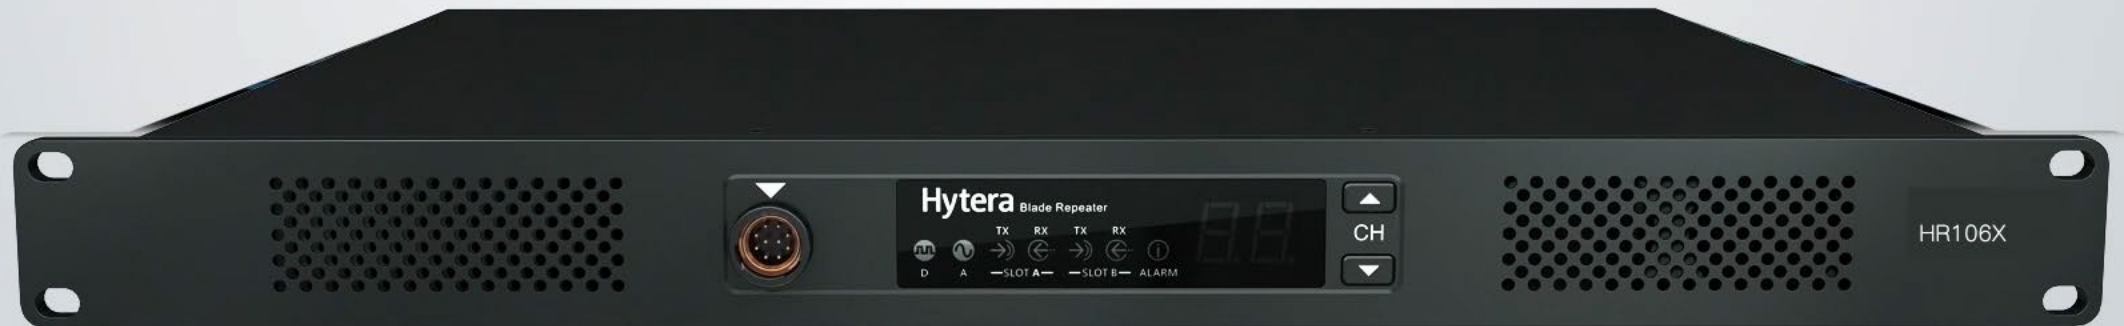 Hytera Blade Repeater
TX RX TX RX
D A SLOT A SLOT B ALARM
CH
HR106X